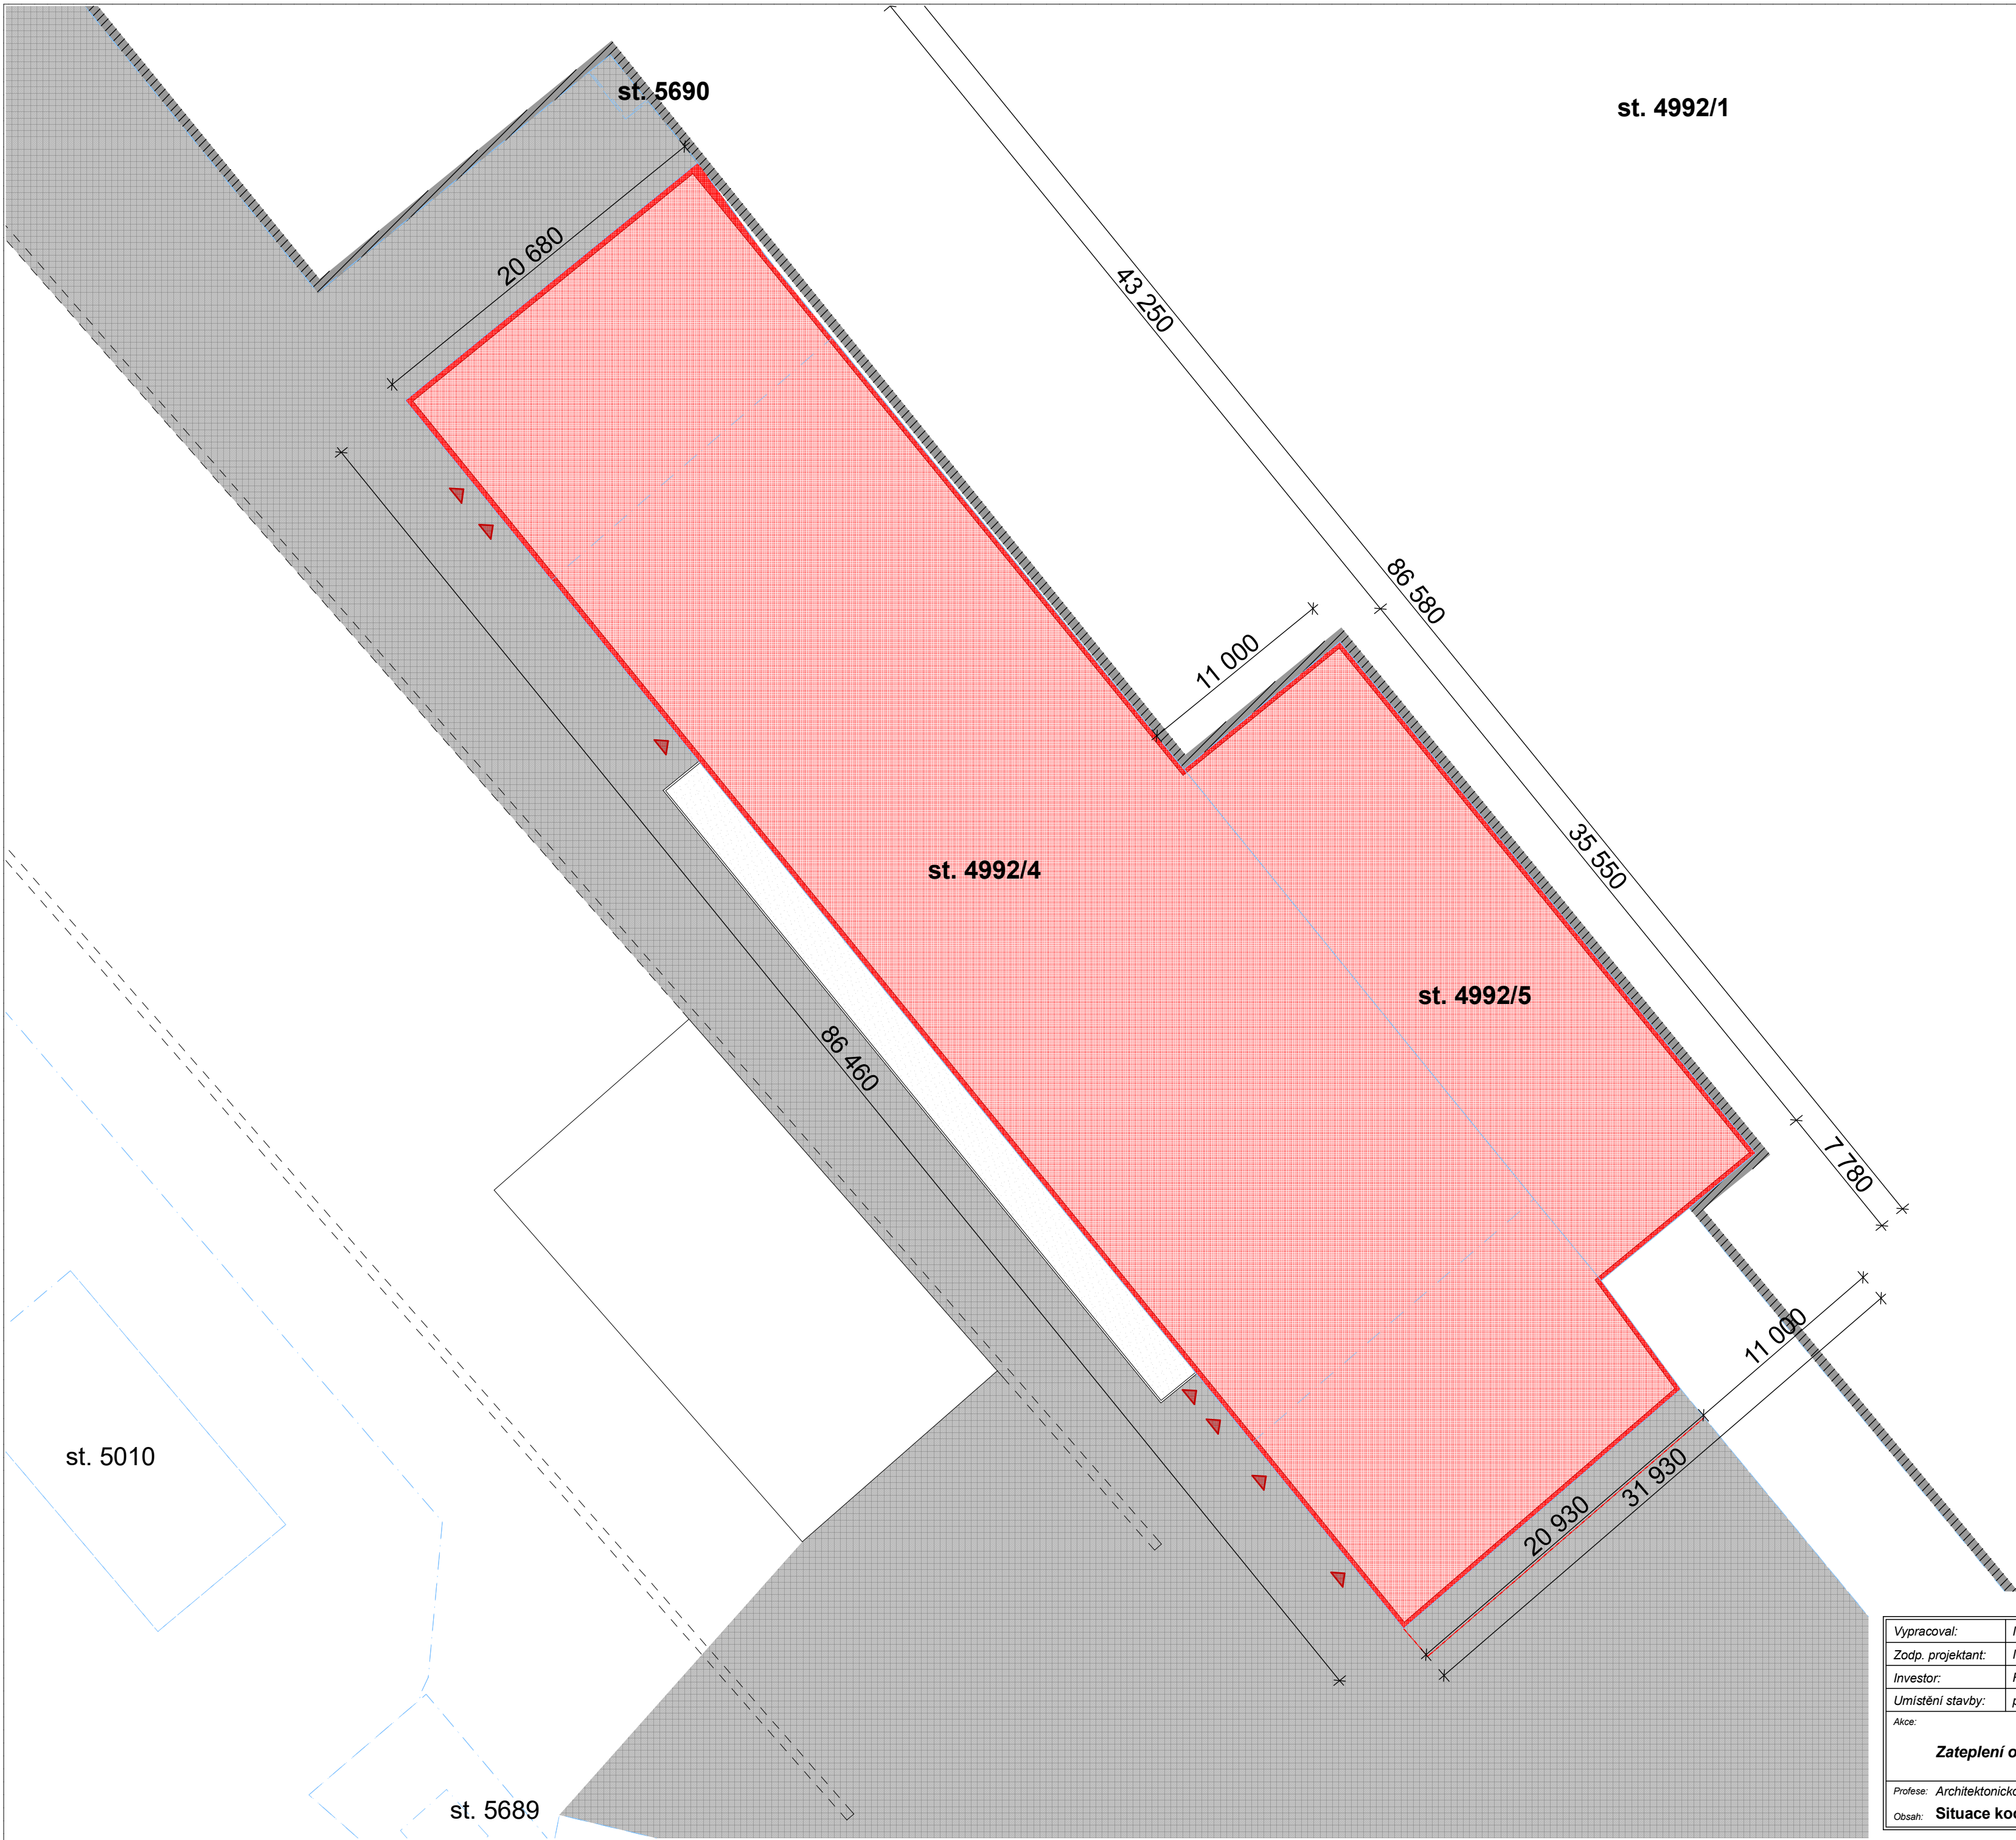 st. 5690
st. 4992/1
20 680
43 250
86 580
11 000
35 550
st. 4992/4
st. 4992/5
86 460
7 780
11 000
31 930
20 930
st. 5010
st. 5689
Vypracoval:
Zodp. projektant:
Investor:
Umístění stavby:
Akce:
Zateplení
Profese:
Obsah: Situace